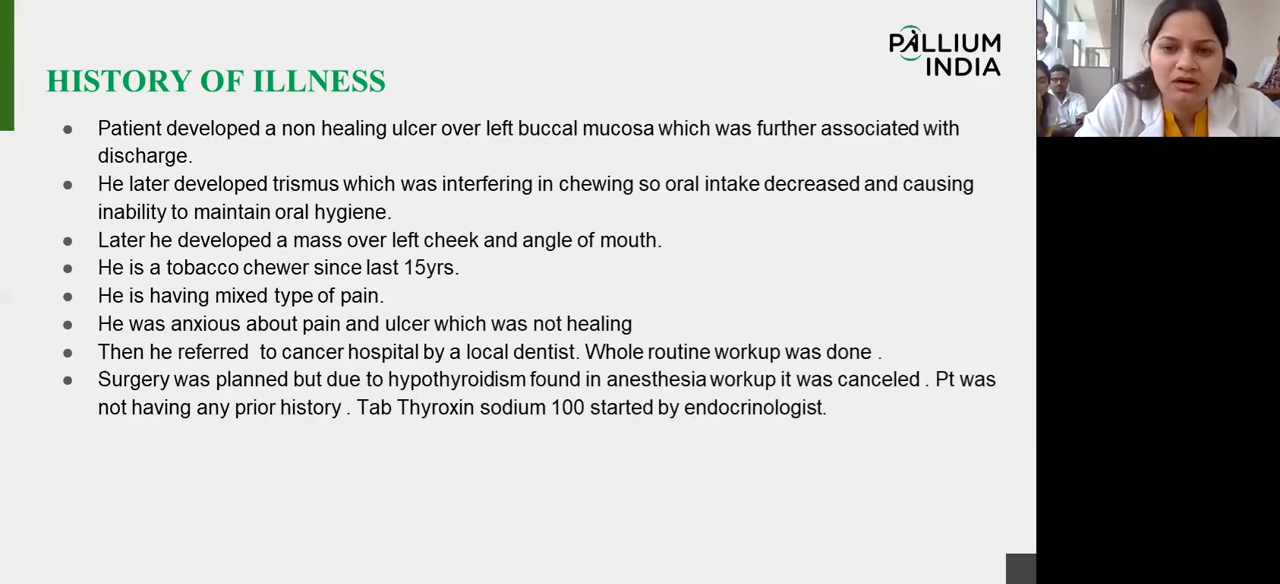 PALLIUM
INDIA
HISTORY OF ILLNESS
Patient developed a non healing ulcer over left buccal mucosa which was further associated with
discharge.
He later developed trismus which was interfering in chewing so oral intake decreased and causing
inability to maintain oral hygiene.
Later he developed a mass over left cheek and angle of mouth.
He is a tobacco chewer since last 15yrs.
He is having mixed type of pain.
He was anxious about pain and ulcer which was not healing
Then he referred to cancer hospital by a local dentist. Whole routine workup was done .
Surgery was planned but due to hypothyroidism found in anesthesia workup it was canceled . Pt was
not having any prior history . Tab Thyroxin sodium 100 started by endocrinologist.